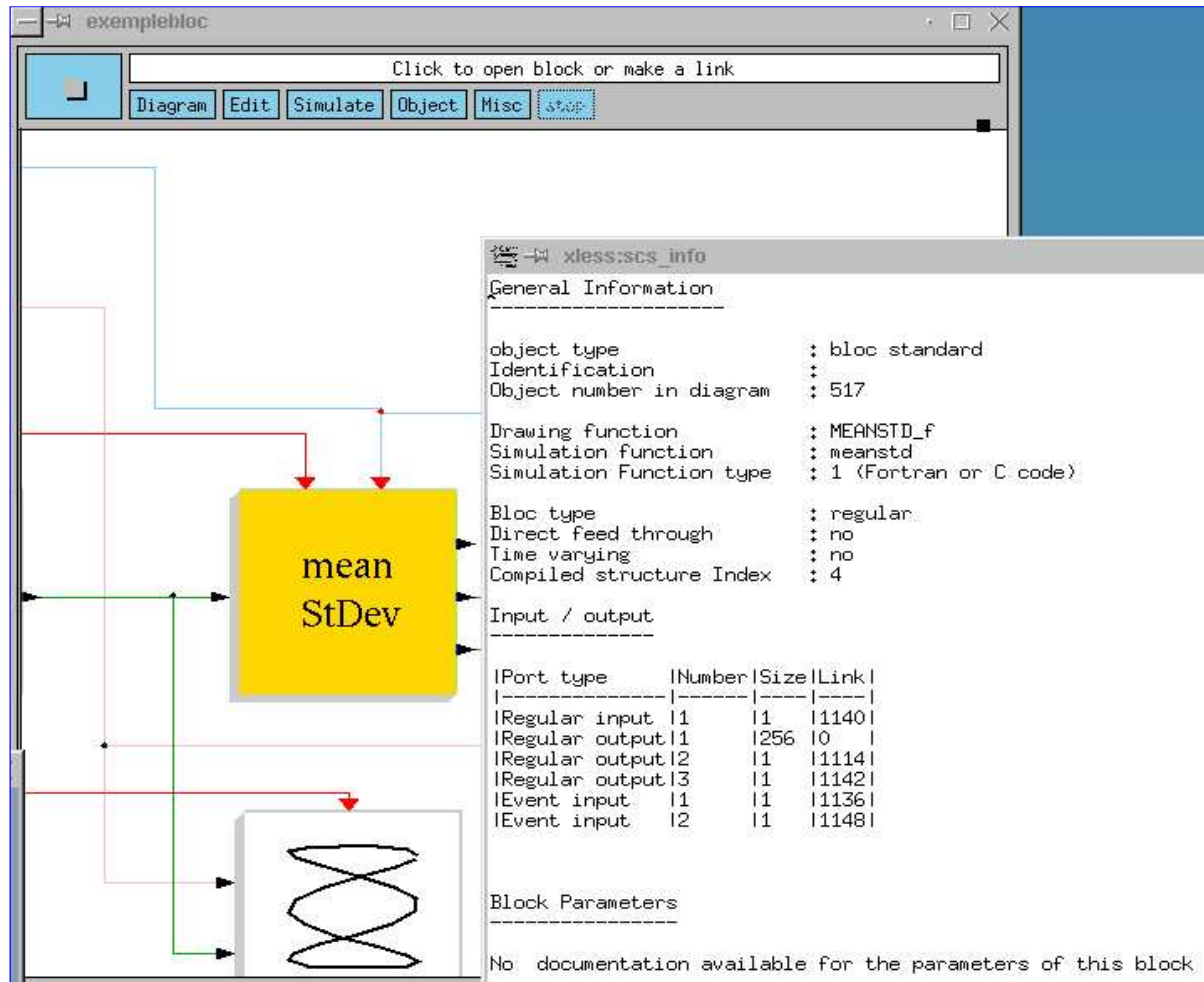 exemplebloc
Click to open block or make a link
Diagram Edit Simulate Object Misc stop
mean
StDev
xless:scs_info
General Information
--------------------
object type : bloc standard
Identification :
Object number in diagram : 517
Drawing function : MEANSTD_f
Simulation function : meanstd
Simulation Function type : 1 (Fortran or C code)
Bloc type : regular
Direct feed through : no
Time varying : no
Compiled structure Index : 4
Input / output
--------------
|Port type |Number|Size|Link|
|--------------|------|----|----|
|Regular input |1 |1 |1140|
|Regular output|1 |256 |0 |
|Regular output|2 |1 |1114|
|Regular output|3 |1 |1142|
|Event input |1 |1 |1136|
|Event input |2 |1 |1148|
Block Parameters
----------------
No documentation available for the parameters of this block